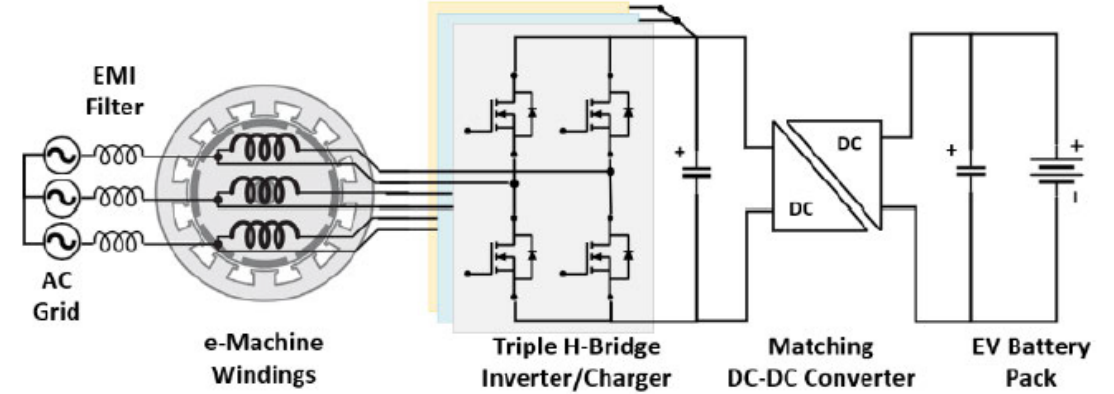 EMI
Filter
AC
Grid
e-Machine
Windings
Triple H-Bridge
Inverter/Charger
+
DC
DC
Matching
DC-DC Converter
+
+
-
EV Battery
Pack